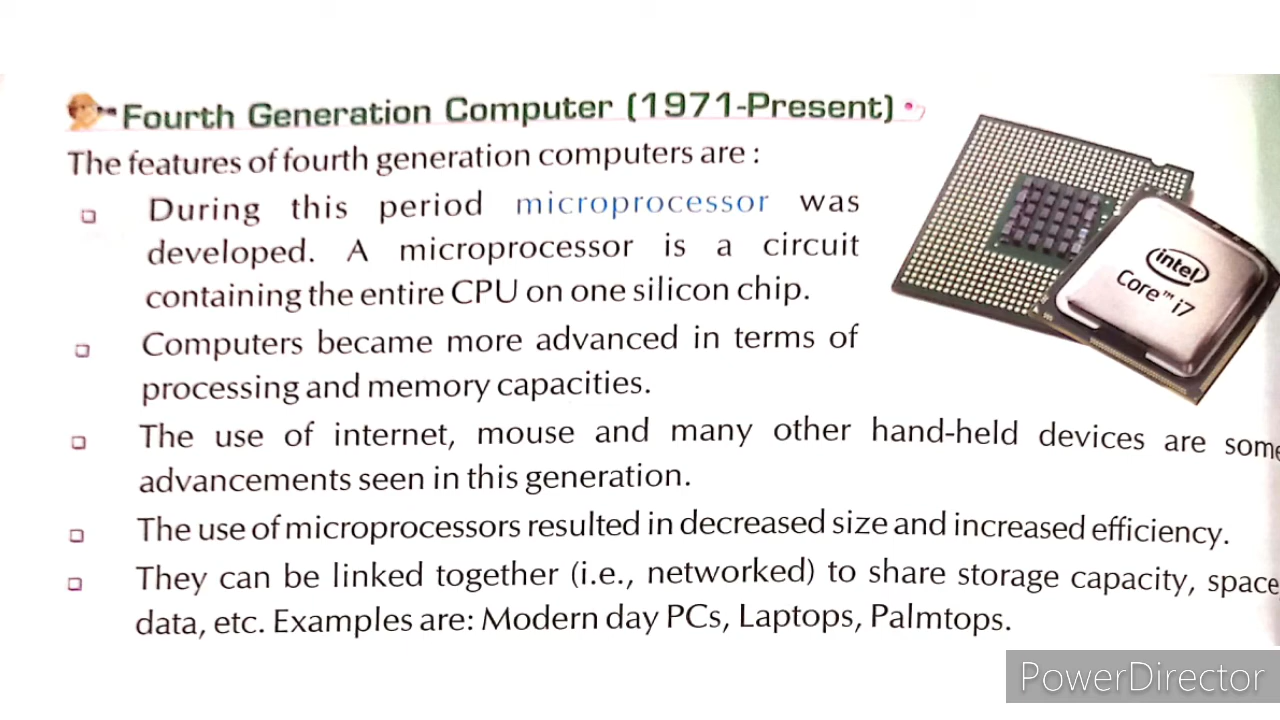 Fourth Generation Computer (1971-Present)
The features of fourth generation computers are :
During this period microprocessor was
developed. A microprocessor is a circuit
containing the entire CPU on one silicon chip.
Computers became more advanced in terms of
processing and memory capacities.
The use of internet, mouse and many other hand-held devices are some
advancements seen in this generation.
The use of microprocessors resulted in decreased size and increased efficiency.
They can be linked together (i.e., networked) to share storage capacity, space
data, etc. Examples are: Modern day PCs, Laptops, Palmtops.
intel
Core™ i7
PowerDirector